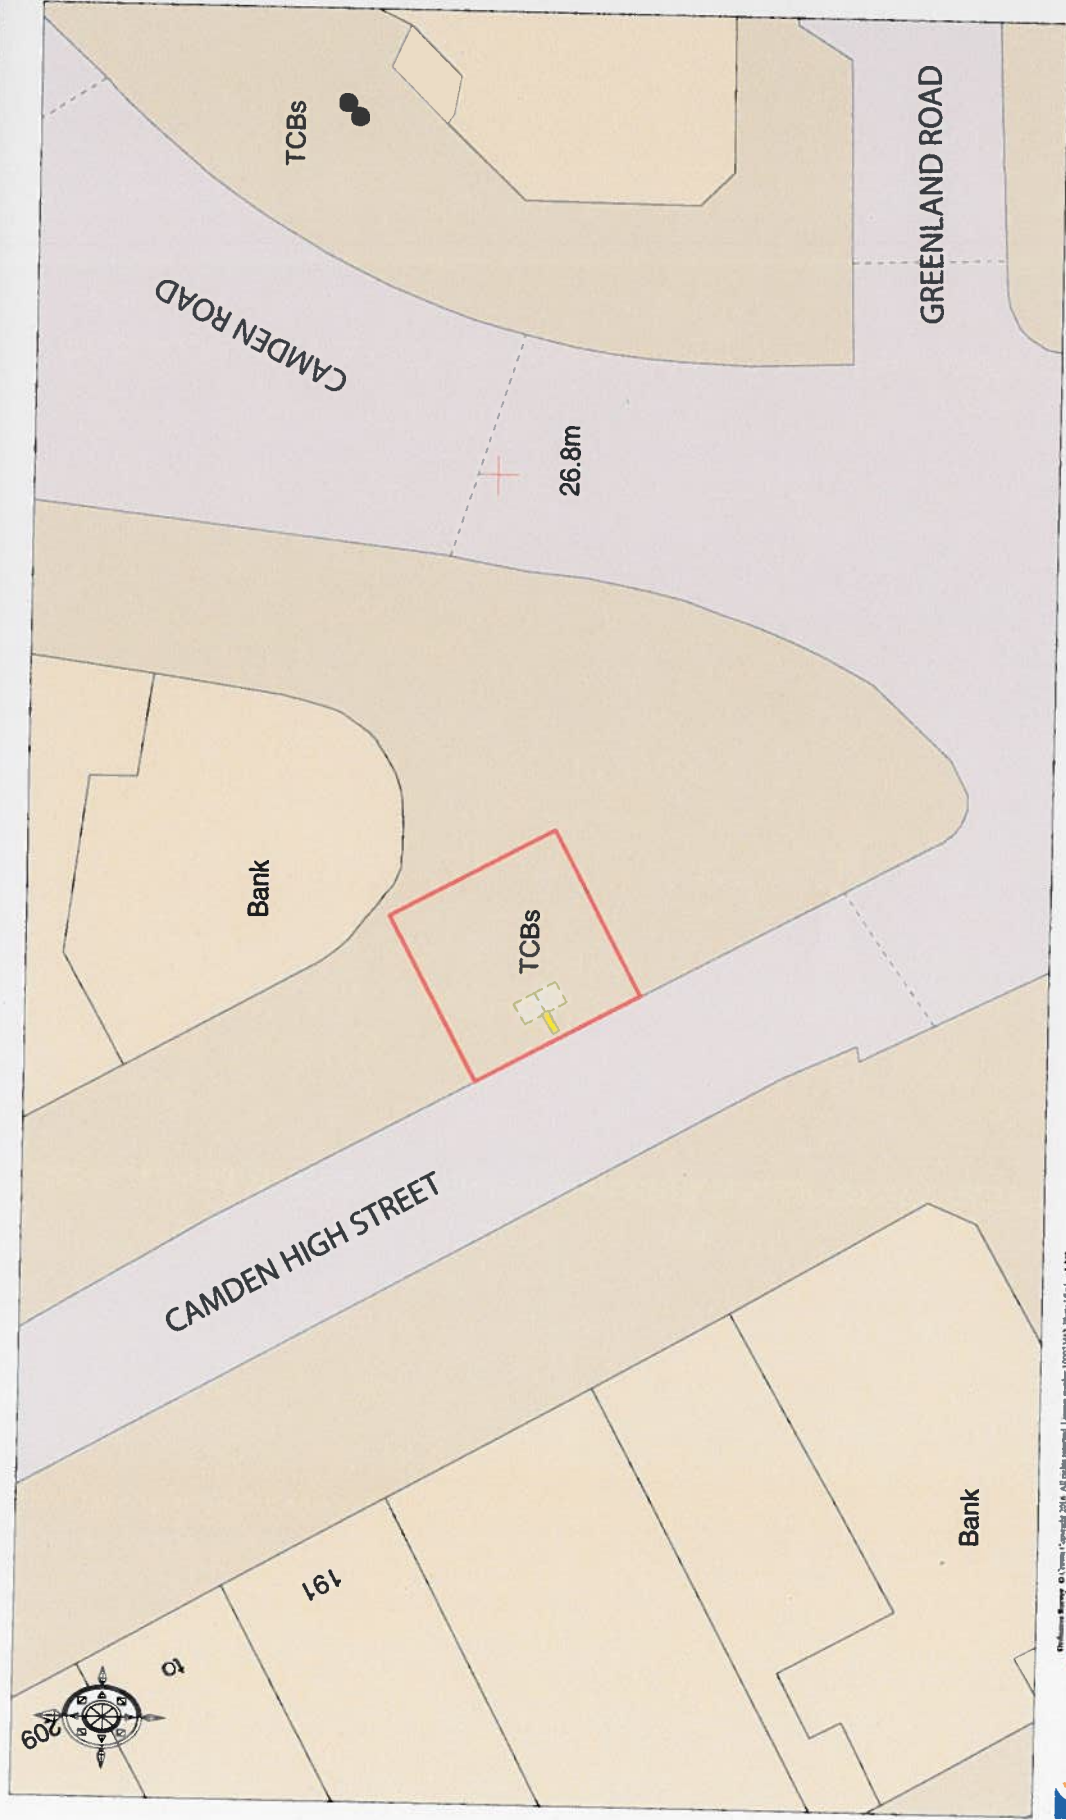 TCBs
CAMDEN ROAD
GREENLAND ROAD
26.8m
Bank
TCBs
CAMDEN HIGH STREET
191
to
209
Bank